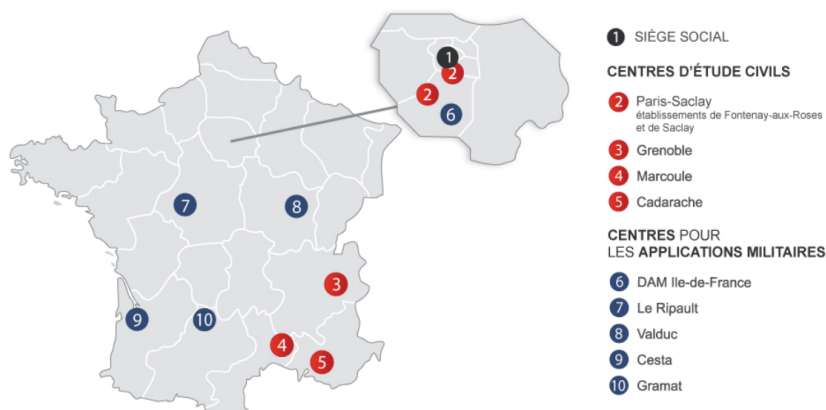 1
2
2
6
7
8
3
9
10
4
5
1 SIÈGE SOCIAL
CENTRES D'ÉTUDE CIVILS
2 Paris-Saclay
établissements de Fontenay-aux-Roses
et de Saclay
3 Grenoble
4 Marcoule
5 Cadarache
CENTRES POUR
LES APPLICATIONS MILITAIRES
6 DAM Ile-de-France
7 Le Ripault
8 Valduc
9 Cesta
10 Gramat